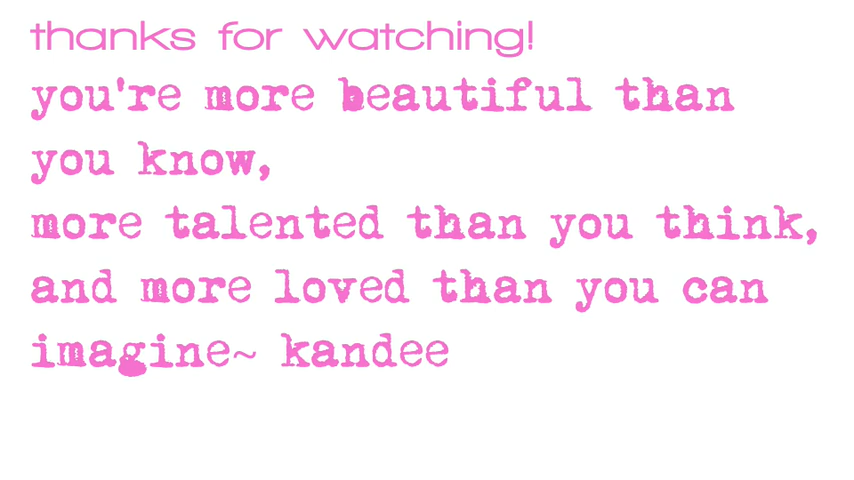 thanks for watching!
you're more beautiful than
you know,
more talented than you think,
and more loved than you can
imagine~ kandee